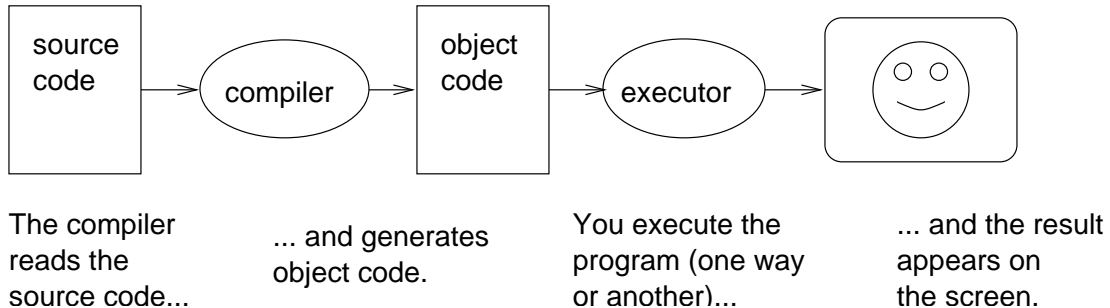 source
code
compiler
object
code
executor
The compiler
reads the
source code...
... and generates
object code.
You execute the
program (one way
or another)...
... and the result
appears on
the screen.